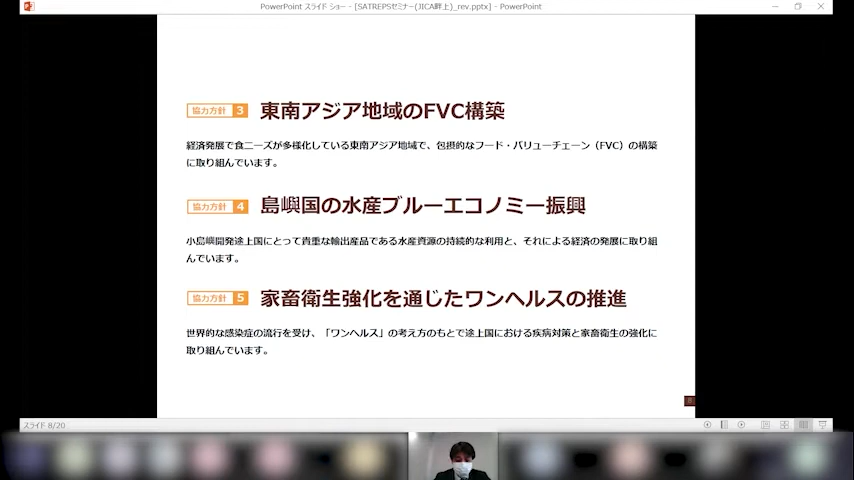 PowerPoint スライド ショー - [SATREPSセミナー(JICA畔上)_rev.pptx] - PowerPoint
協力方針 3 東南アジア地域のFVC構築
経済発展で食ニーズが多様化している東南アジア地域で、包摂的なフード・バリューチェーン（FVC）の構築
に取り組んでいます。
協力方針 4 島嶼国の水産ブルーエコノミー振興
小島嶼開発途上国にとって貴重な輸出産品である水産資源の持続的な利用と、それによる経済の発展に取り組
んでいます。
協力方針 5 家畜衛生強化を通じたワンヘルスの推進
世界的な感染症の流行を受け、「ワンヘルス」の考え方のもとで途上国における疾病対策と家畜衛生の強化に
取り組んでいます。
8
スライド 8/20